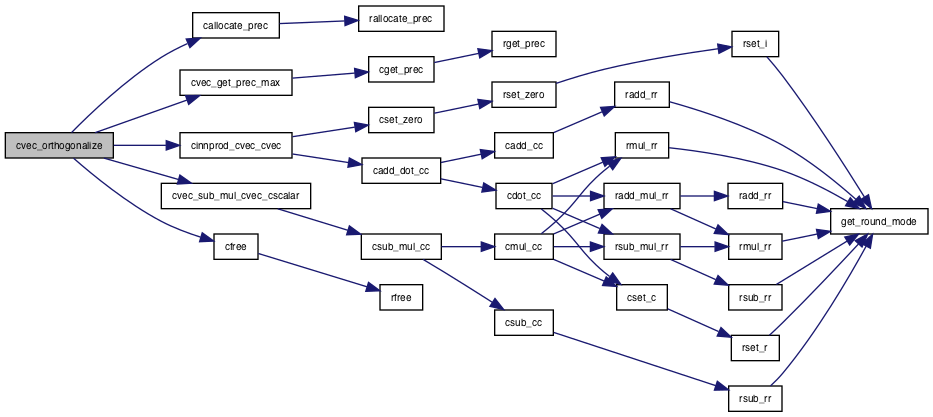 cvec_orthogonalize
callocate_prec
cvec_get_prec_max
cinnprod_cvec_cvec
cvec_sub_mul_cvec_cscalar
cfree
rallocate_prec
cget_prec
cset_zero
cadd_dot_cc
csub_mul_cc
rfree
rget_prec
rset_zero
cadd_cc
cdot_cc
cmul_cc
csub_cc
radd_rr
rmul_rr
radd_mul_rr
rsub_mul_rr
cset_c
rset_i
radd_rr
rmul_rr
rsub_rr
rset_r
rsub_rr
get_round_mode